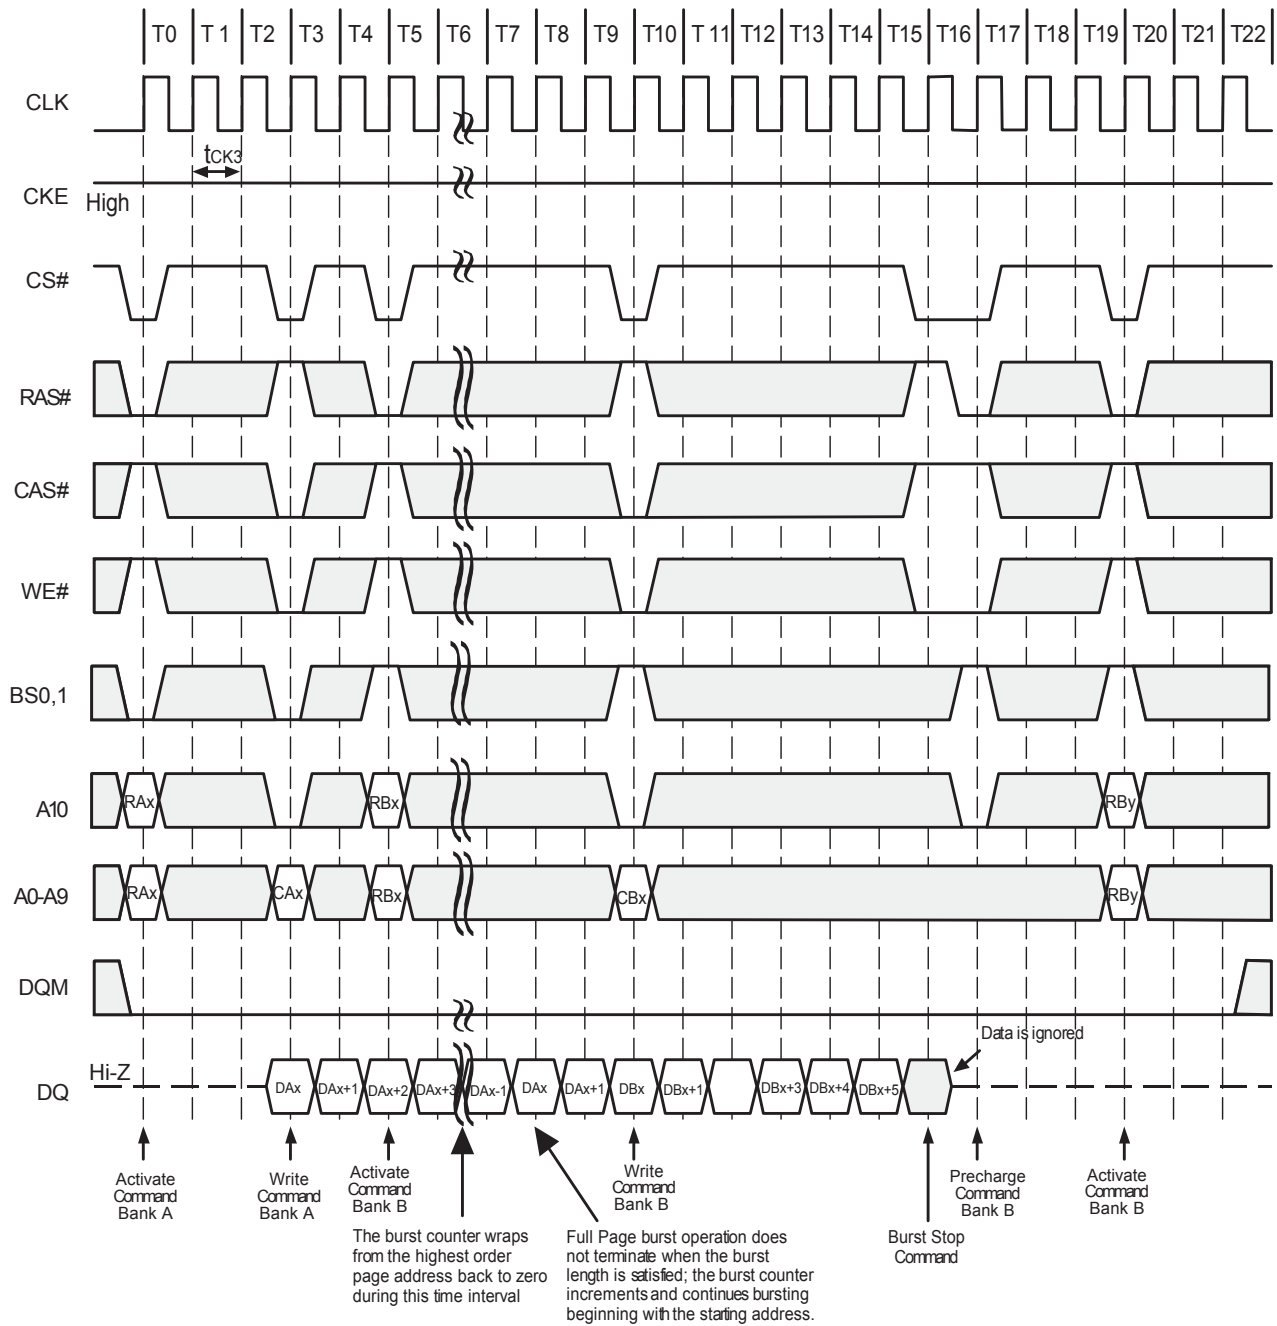 T0 T 1 T2 T3 T4 T5 T6 T7 T8 T9 T10 T 11 T12 T13 T14 T15 T16 T17 T18 T19 T20 T21 T22
CLK
tCK3
CKE High
CS#
RAS#
CAS#
WE#
BS0,1
A10 RAx RBx RBy
A0-A9 RAx CAx RBx CBx RBy
DQM
Data is ignored
Hi-Z
DQ DAx DAx+1 DAx+2 DAx+3 DAx-1 DAx DAx+1 DBx DBx+1 DBx+3 DBx+4 DBx+5
Activate
Command
Bank A
Write
Command
Bank A
Activate
Command
Bank B
Write
Command
Bank B
Precharge
Command
Bank B
Activate
Command
Bank B
The burst counter wraps
from the highest order
page address back to zero
during this time interval
Full Page burst operation does
not terminate when the burst
length is satisfied; the burst counter
increments and continues bursting
beginning with the starting address.
Burst Stop
Command